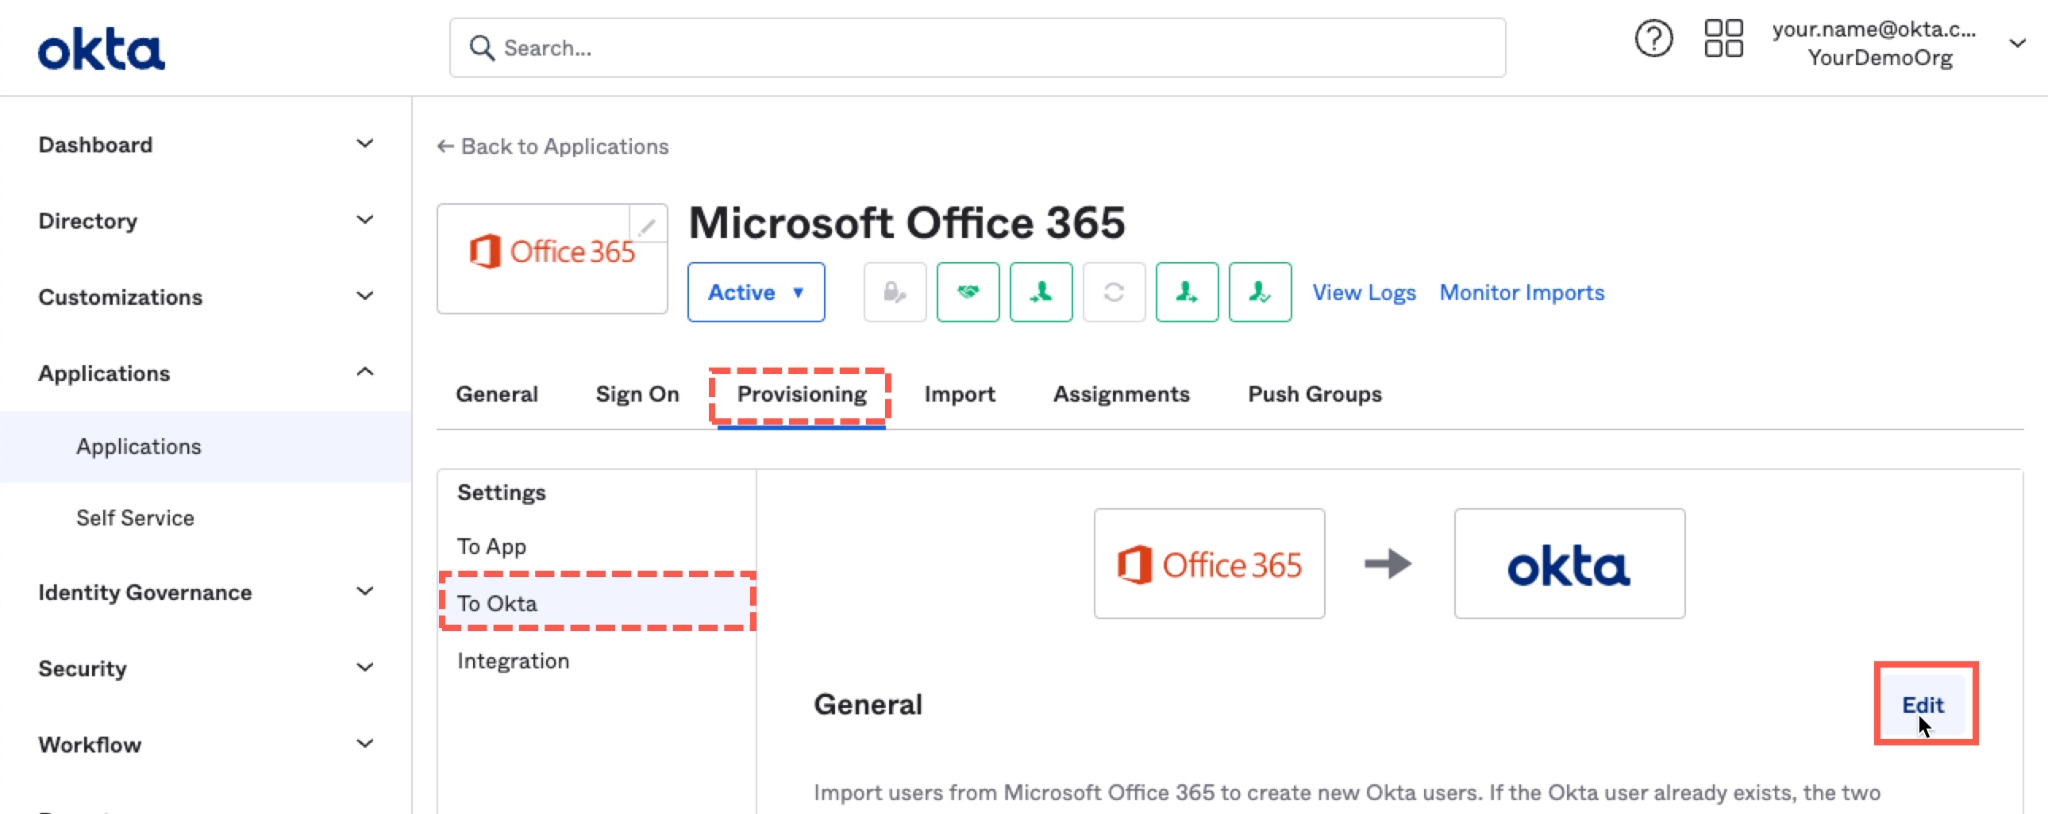 okta
Search...
your.name@okta.c...
YourDemoOrg
Dashboard
Directory
Customizations
Applications
Applications
Self Service
Identity Governance
Security
Workflow
← Back to Applications
Office 365
Microsoft Office 365
Active
View Logs
Monitor Imports
General
Sign On
Provisioning
Import
Assignments
Push Groups
Settings
To App
To Okta
Integration
Office 365
okta
General
Edit
Import users from Microsoft Office 365 to create new Okta users. If the Okta user already exists, the two